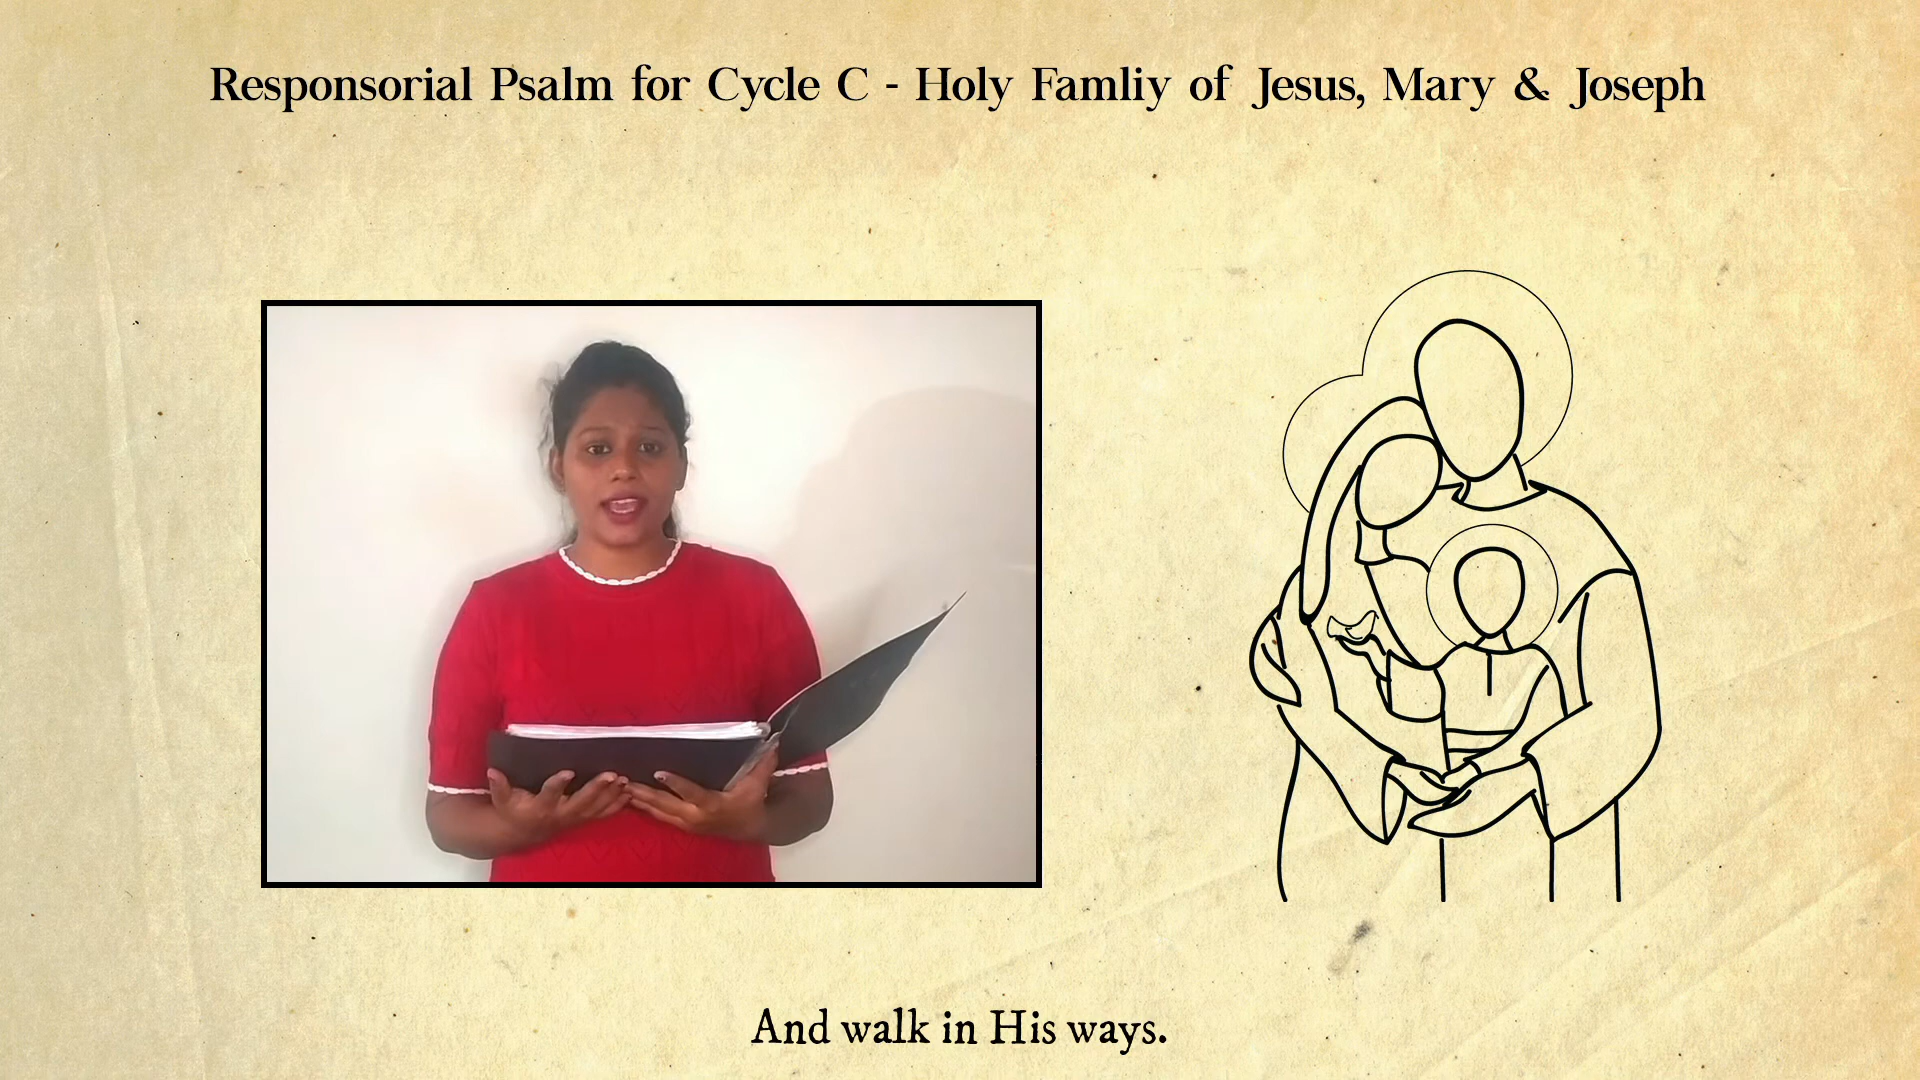 Responsorial Psalm for Cycle C - Holy Famliy of Jesus, Mary & Joseph
And walk in His ways.